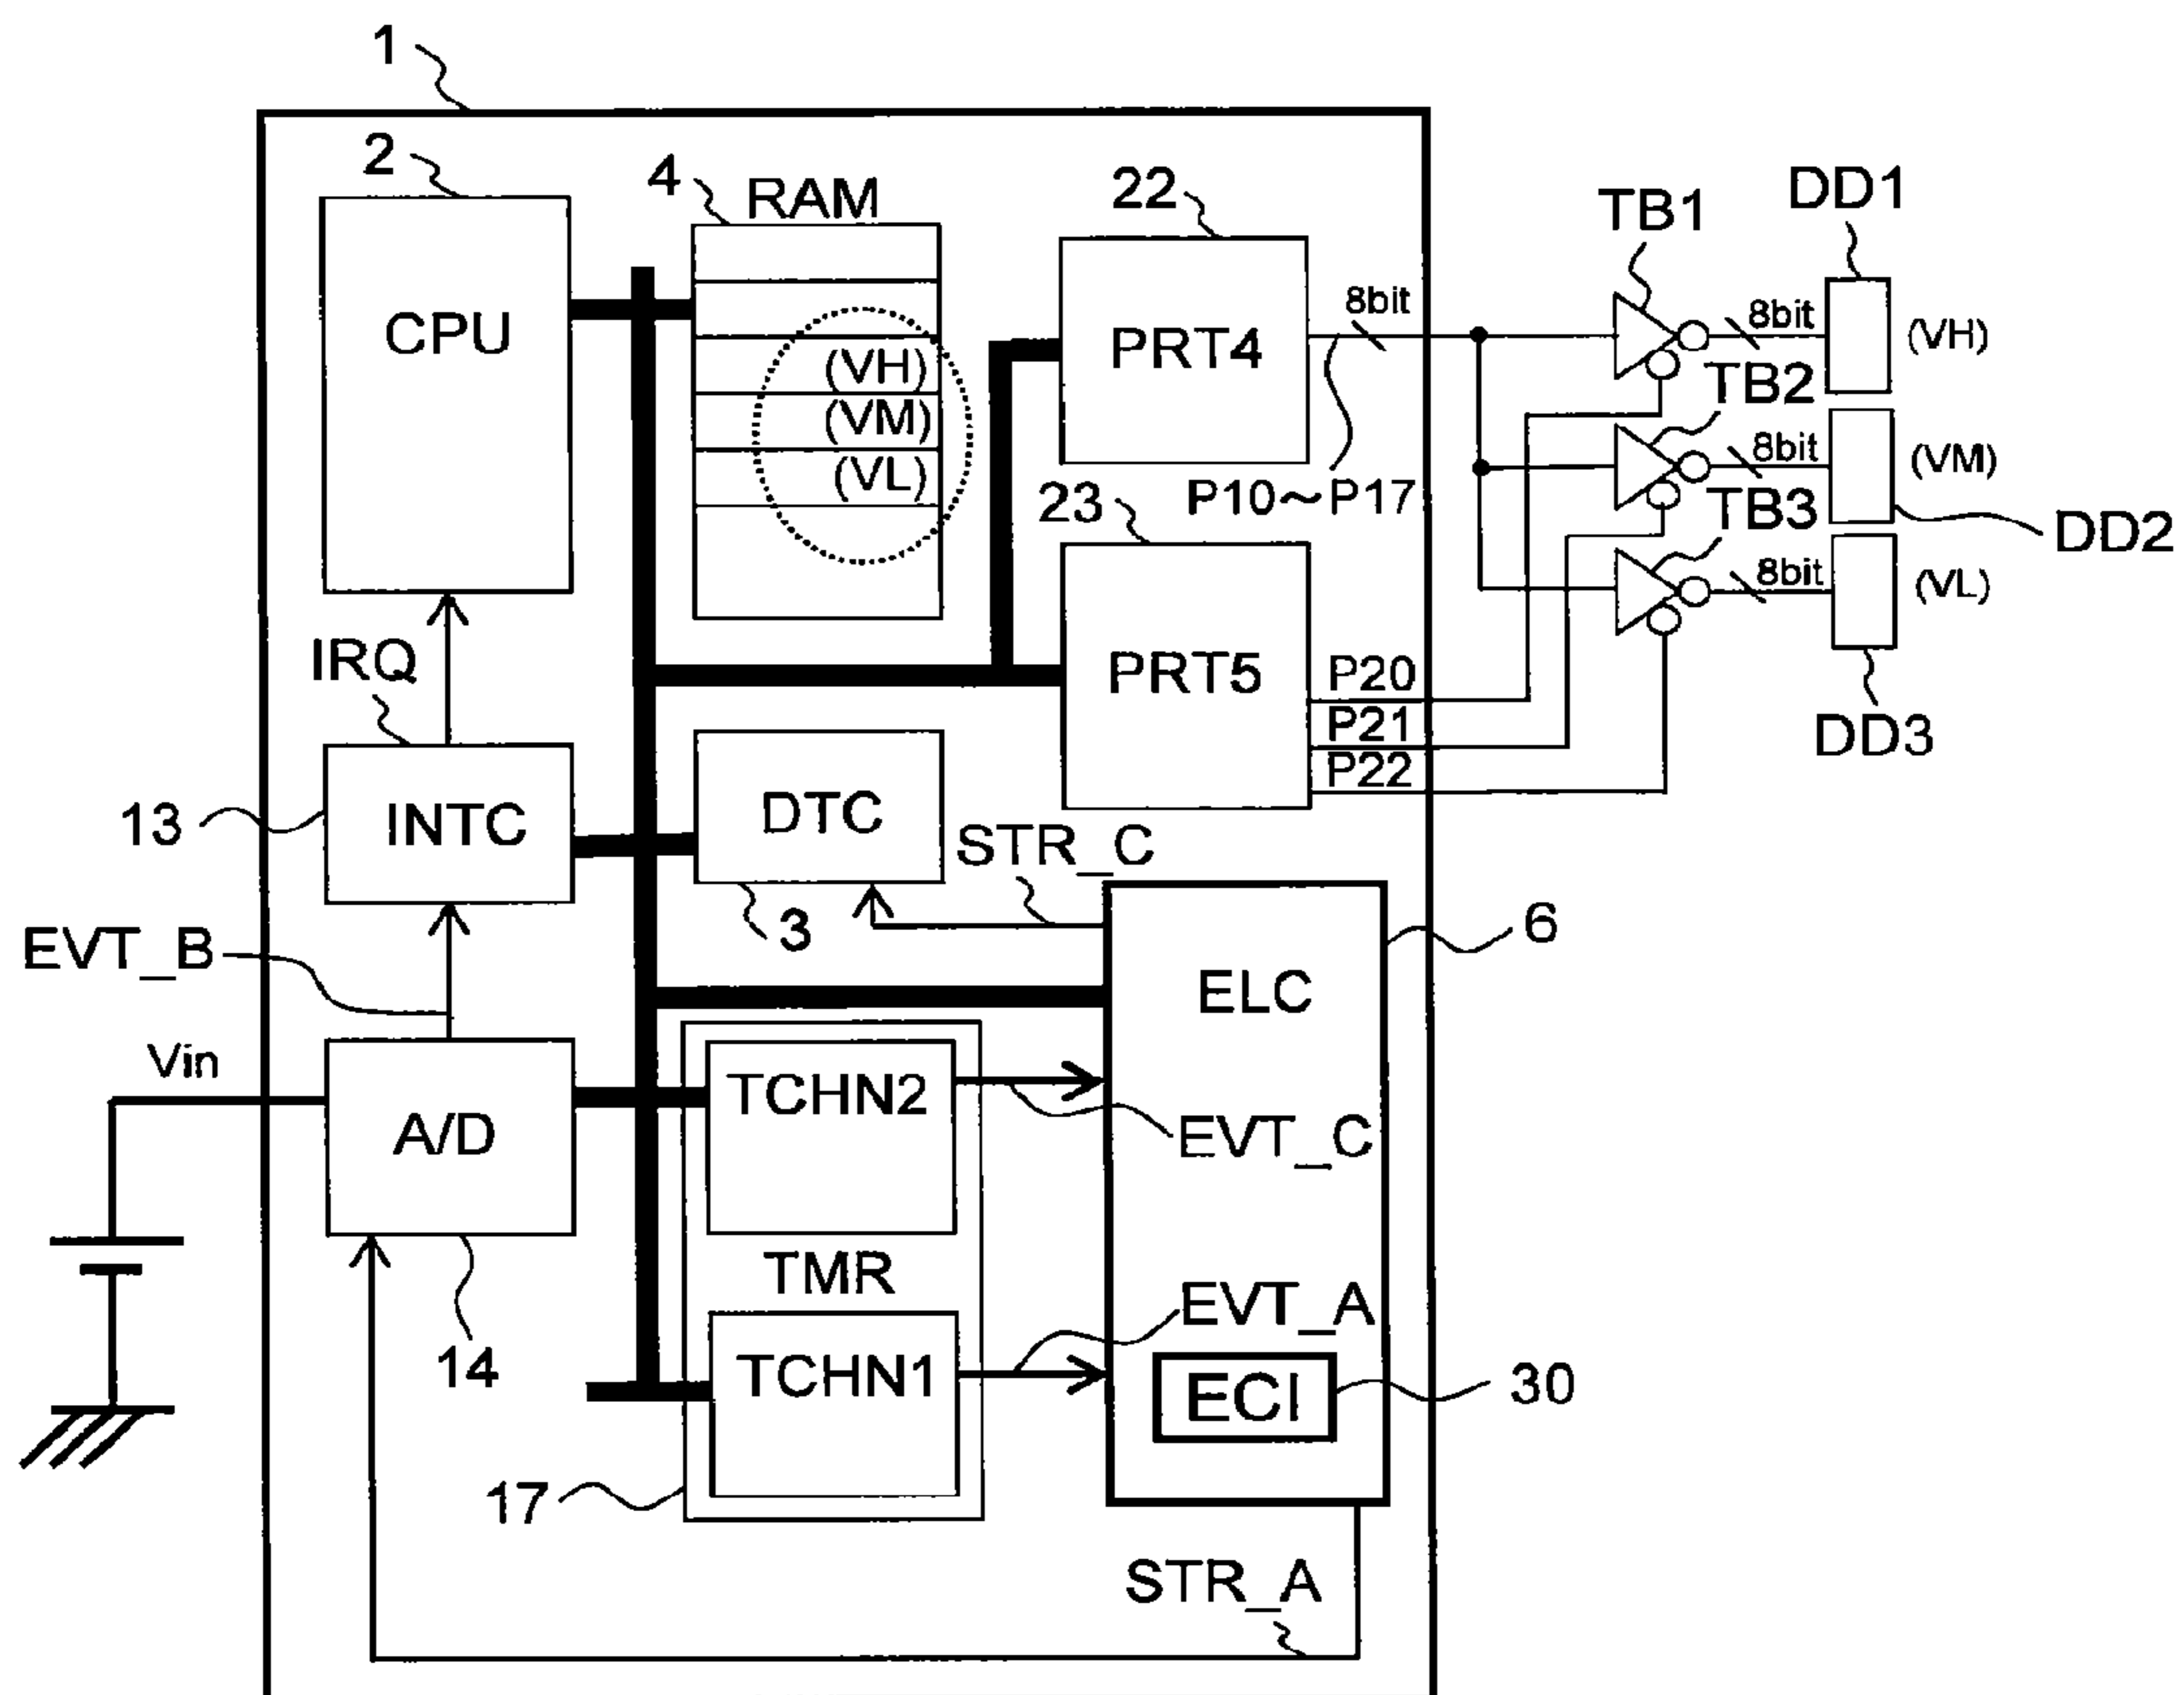 1
2
4
RAM
22
TB1
DD1
CPU
(VH)
(VM)
(VL)
PRT4
8bit
8bit
(VH)
TB2
P10～P17
8bit
(VM)
TB3
DD2
23
8bit
(VL)
IRQ
PRT5
P20
P21
P22
DD3
13
INTC
DTC
STR_C
3
6
EVT_B
ELC
Vin
A/D
TCHN2
EVT_C
TMR
EVT_A
14
TCHN1
ECI
30
17
STR_A